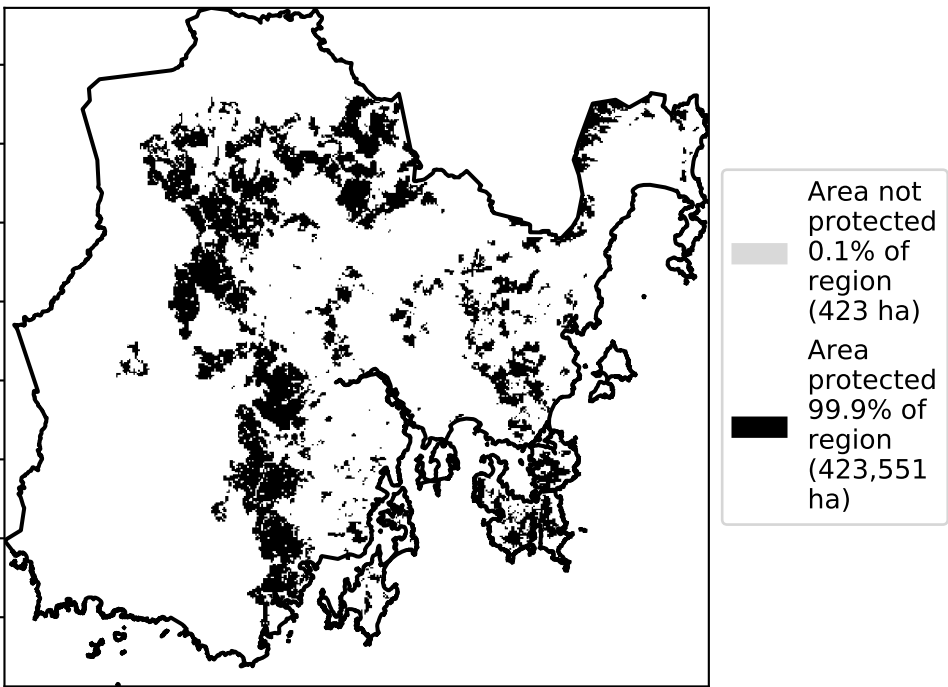 Area not
protected
0.1% of
region
(423 ha)
Area
protected
99.9% of
region
(423,551
ha)